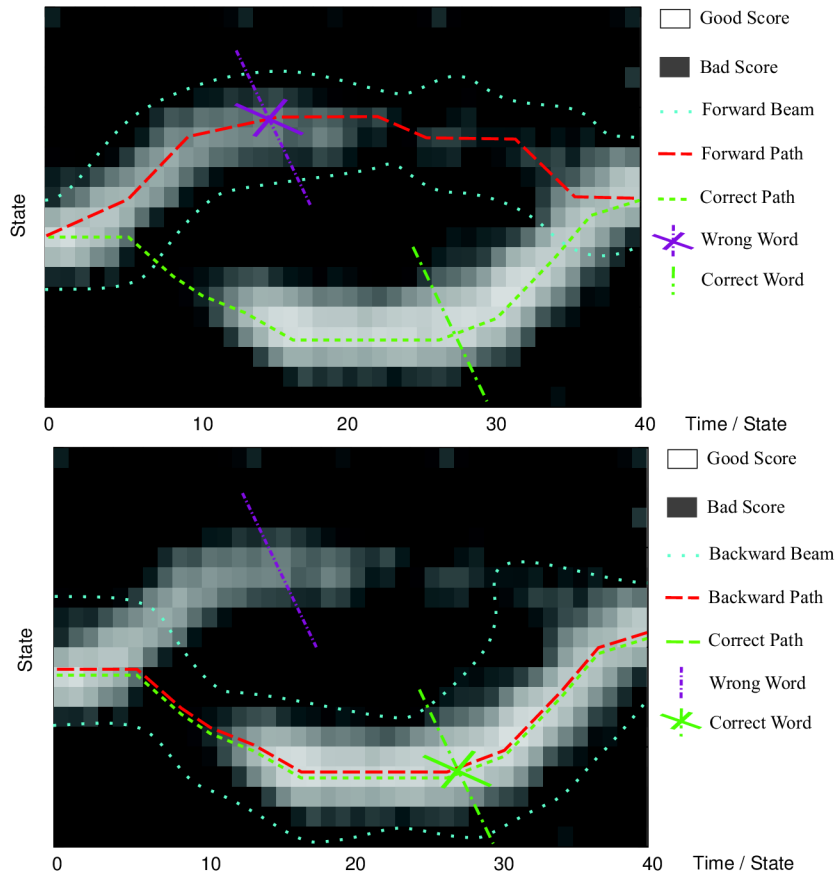 Good Score
Bad Score
Forward Beam
Forward Path
Correct Path
Wrong Word
Correct Word
State
0 10 20 30 40 Time / State
Good Score
Bad Score
Backward Beam
Backward Path
Correct Path
Wrong Word
Correct Word
State
0 10 20 30 40 Time / State